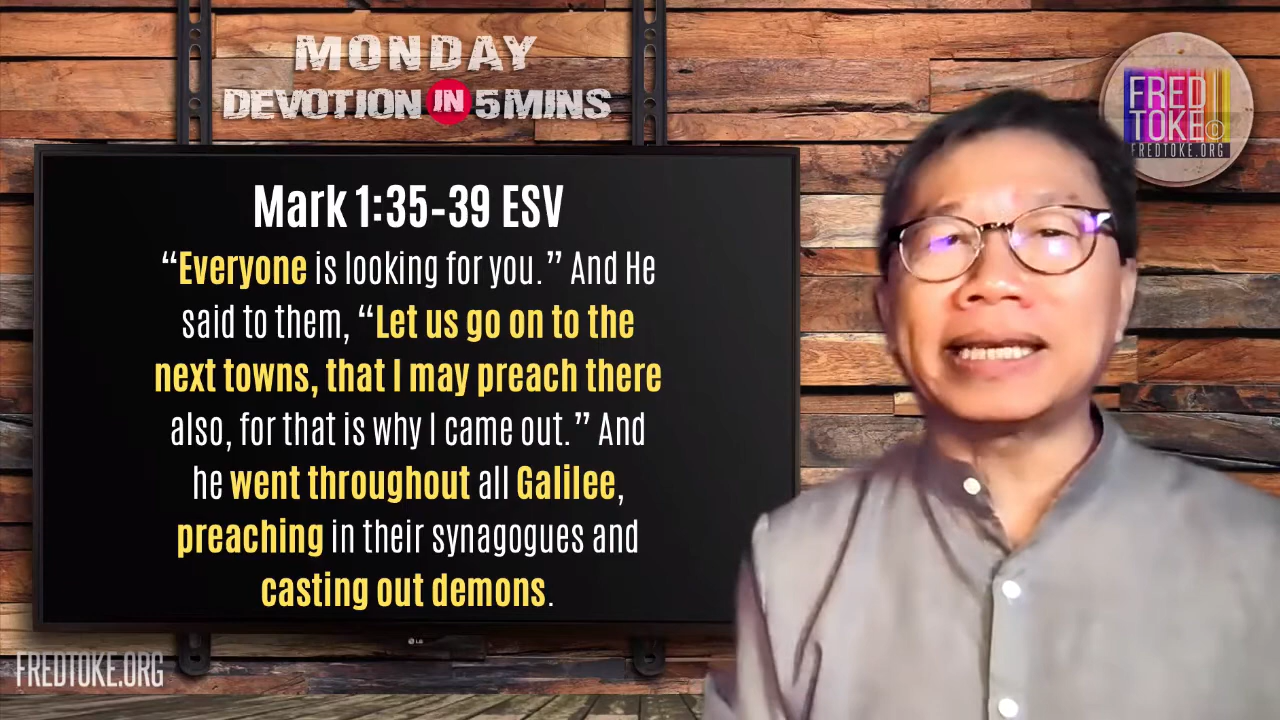 MONDAY
DEVOTION IN 5 MINS
FRED
TOKE©
FREDTOKE.ORG
Mark 1:35-39 ESV
“Everyone is looking for you.” And He
said to them, “Let us go on to the
next towns, that I may preach there
also, for that is why I came out.” And
he went throughout all Galilee,
preaching in their synagogues and
casting out demons.
LG
FREDTOKE.ORG